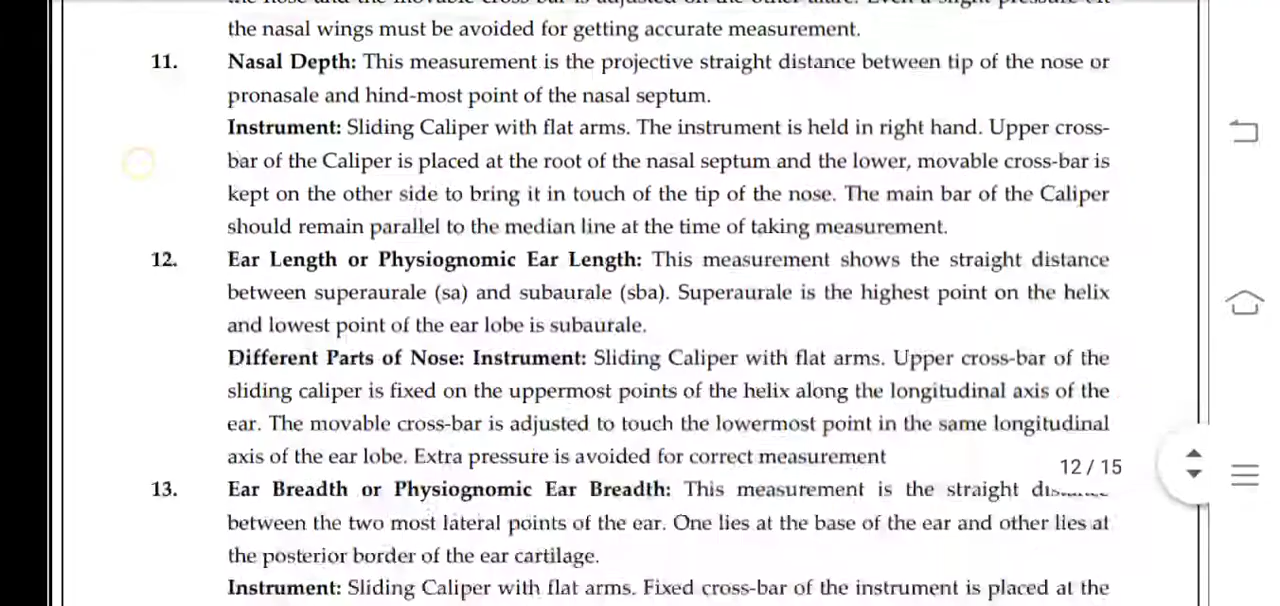 the nasal wings must be avoided for getting accurate measurement.
11. Nasal Depth: This measurement is the projective straight distance between tip of the nose or
pronasale and hind-most point of the nasal septum.
Instrument: Sliding Caliper with flat arms. The instrument is held in right hand. Upper cross-
bar of the Caliper is placed at the root of the nasal septum and the lower, movable cross-bar is
kept on the other side to bring it in touch of the tip of the nose. The main bar of the Caliper
should remain parallel to the median line at the time of taking measurement.
12. Ear Length or Physiognomic Ear Length: This measurement shows the straight distance
between superaurale (sa) and subaurale (sba). Superaurale is the highest point on the helix
and lowest point of the ear lobe is subaurale.
Different Parts of Nose: Instrument: Sliding Caliper with flat arms. Upper cross-bar of the
sliding caliper is fixed on the uppermost points of the helix along the longitudinal axis of the
ear. The movable cross-bar is adjusted to touch the lowermost point in the same longitudinal
axis of the ear lobe. Extra pressure is avoided for correct measurement
12 / 15
13. Ear Breadth or Physiognomic Ear Breadth: This measurement is the straight
between the two most lateral points of the ear. One lies at the base of the ear and other lies at
the posterior border of the ear cartilage.
Instrument: Sliding Caliper with flat arms. Fixed cross-bar of the instrument is placed at the